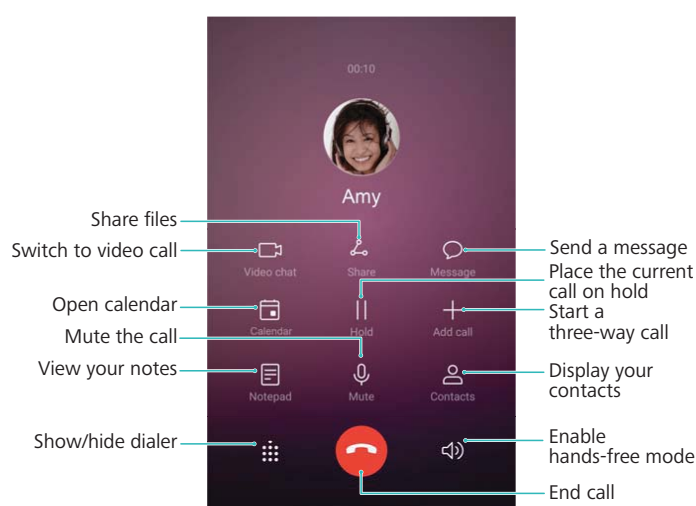 00:10
Amy
Share files
Switch to video call
Send a message
Video chat
Share
Message
Place the current
call on hold
Open calendar
Start a
three-way call
Calendar
Hold
Add call
Mute the call
View your notes
Display your
contacts
Notepad
Mute
Contacts
Show/hide dialer
Enable
hands-free mode
End call